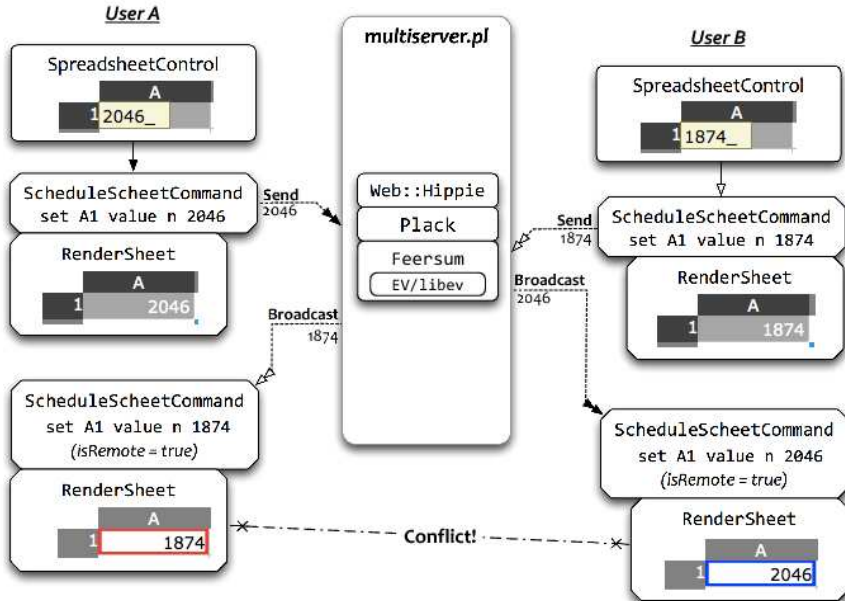 User A
SpreadsheetControl
A
1 2046_
ScheduleScheetCommand
set A1 value n 2046
RenderSheet
A
1 2046
Send
2046
Broadcast
1874
ScheduleScheetCommand
set A1 value n 1874
(isRemote = true)
RenderSheet
A
1 1874
multiserver.pl
Web::Hippie
Plack
Feersum
EV/libev
Conflict!
User B
SpreadsheetControl
A
1 1874_
Send
1874
ScheduleScheetCommand
set A1 value n 1874
RenderSheet
A
1 1874
Broadcast
2046
ScheduleScheetCommand
set A1 value n 2046
(isRemote = true)
RenderSheet
A
1 2046